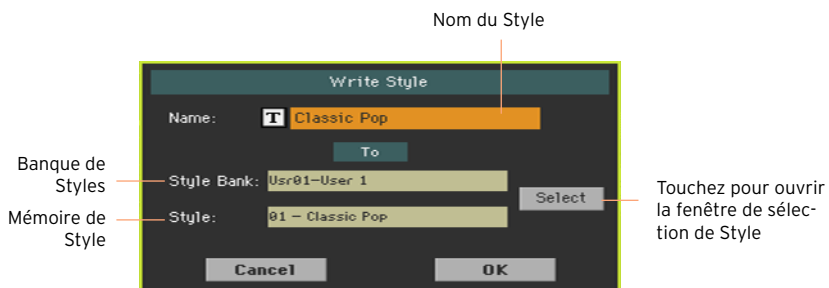 Nom du Style
Write Style
Name: T Classic Pop
To
Banque de
Styles
Style Bank: Usr01-User 1
Select
Mémoire de
Style
Style: 01 - Classic Pop
Touchez pour ouvrir
la fenêtre de sélec-
tion de Style
Cancel OK